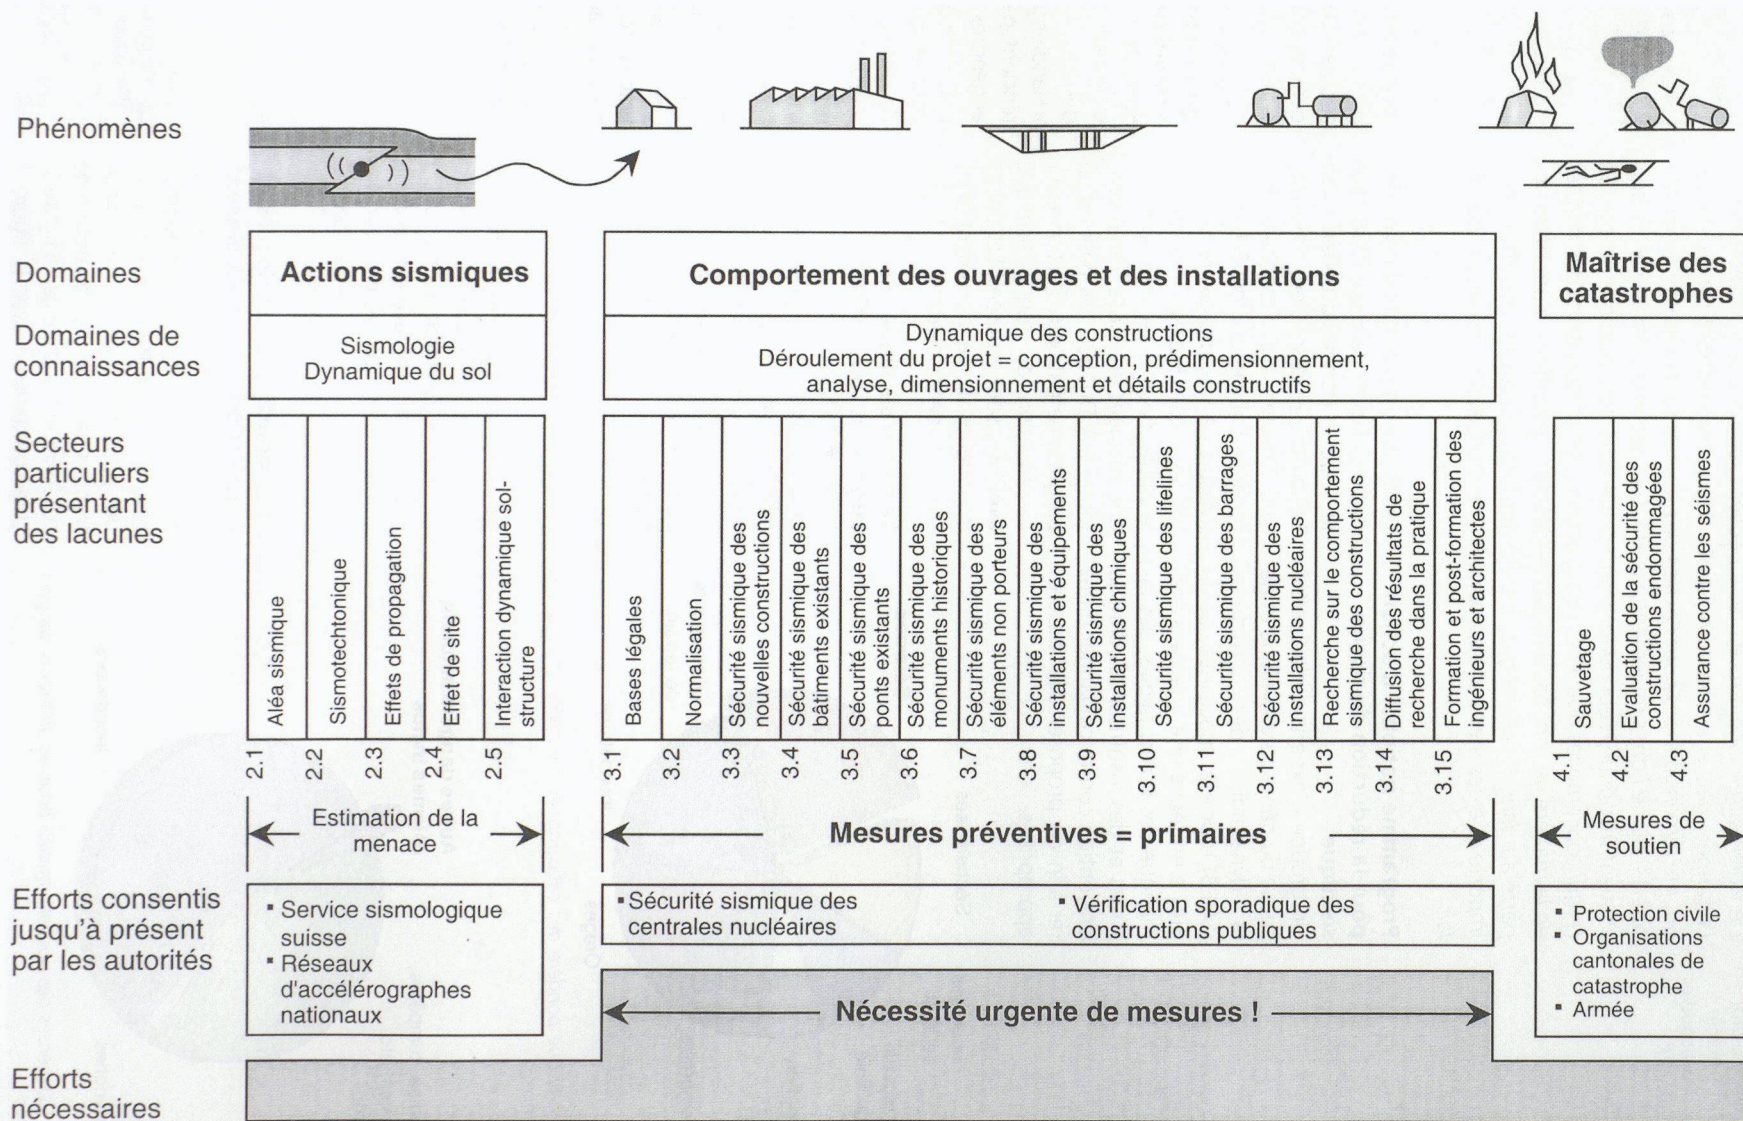 Phénomènes
Domaines
Actions sismiques
Comportement des ouvrages et des installations
Maîtrise des
catastrophes
Domaines de
connaissances
Sismologie
Dynamique du sol
Dynamique des constructions
Déroulement du projet = conception, prédimensionnement,
analyse, dimensionnement et détails constructifs
Secteurs
particuliers
présentant
des lacunes
Aléa sismique
Sismotechtonique
Effets de propagation
Effet de site
Interaction dynamique sol-
structure
Bases légales
Normalisation
Sécurité sismique des
nouvelles constructions
Sécurité sismique des
bâtiments existants
Sécurité sismique des
ponts existants
Sécurité sismique des
monuments historiques
Sécurité sismique des
éléments non porteurs
Sécurité sismique des
installations et équipements
Sécurité sismique des
installations chimiques
Sécurité sismique des lifelines
Sécurité sismique des barrages
Sécurité sismique des
installations nucléaires
Recherche sur le comportement
sismique des constructions
Diffusion des résultats de
recherche dans la pratique
Formation et post-formation des
ingénieurs et architectes
Sauvetage
Evaluation de la sécurité des
constructions endommagées
Assurance contre les séismes
2.1
2.2
2.3
2.4
2.5
3.1
3.2
3.3
3.4
3.5
3.6
3.7
3.8
3.9
3.10
3.11
3.12
3.13
3.14
3.15
4.1
4.2
4.3
Estimation de la
menace
Mesures préventives = primaires
Mesures de
soutien
Efforts consentis
jusqu'à présent
par les autorités
▪ Service sismologique
suisse
▪ Réseaux
d'accélérographes
nationaux
▪ Sécurité sismique des
centrales nucléaires
▪ Vérification sporadique des
constructions publiques
▪ Protection civile
▪ Organisations
cantonales de
catastrophe
▪ Armée
Nécessité urgente de mesures !
Efforts
nécessaires